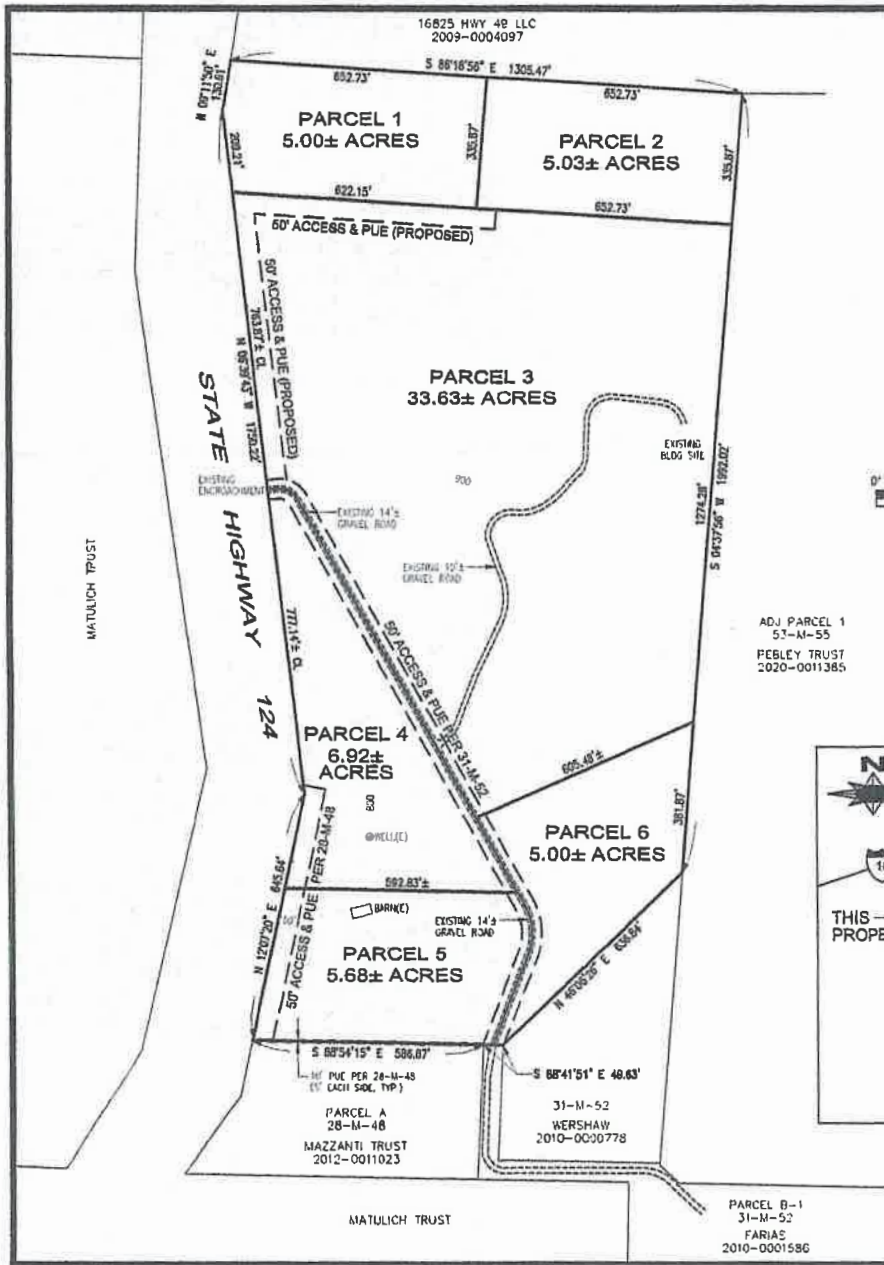 16825 HWY 49 LLC
2009-0004097
S 86°18'56" E 1305.47'
652.73'
652.73'
N 09°11'50" E
130.61'
PARCEL 1
5.00± ACRES
PARCEL 2
5.03± ACRES
209.21'
335.87'
335.87'
622.15'
652.73'
50' ACCESS & PUE (PROPOSED)
50' ACCESS & PUE (PROPOSED)
763.87'± CL
N 06°39'43" W 1750.22'
PARCEL 3
33.63± ACRES
STATE HIGHWAY 124
EXISTING
BLDG SITE
EXISTING
ENCROACHMENT
900
EXISTING 14'±
GRAVEL ROAD
S 04°37'56" W 1992.02'
1274.28'
0'
MATULICH TRUST
EXISTING 10'±
GRAVEL ROAD
777.14'± CL
50' ACCESS & PUE PER 31-M-52
ADJ PARCEL 1
53-M-55
PEBLEY TRUST
2020-0011385
PARCEL 4
6.92±
ACRES
605.48'±
800
WELL(E)
PARCEL 6
5.00± ACRES
381.87'
N
THIS
PROPE
592.83'±
N 12°07'20" E 645.64'
50' ACCESS & PUE PER 28-M-48
BARN(E)
EXISTING 14'±
GRAVEL ROAD
PARCEL 5
5.68± ACRES
N 46°06'26" E 636.84'
S 88°54'15" E 586.87'
S 88°41'51" E 49.63'
10' PUE PER 28-M-48
(5' EACH SIDE, TYP.)
PARCEL A
28-M-48
MAZZANTI TRUST
2012-0011023
31-M-52
WERSHAW
2010-0000778
MATULICH TRUST
PARCEL B-1
31-M-52
FARIAS
2010-0001586